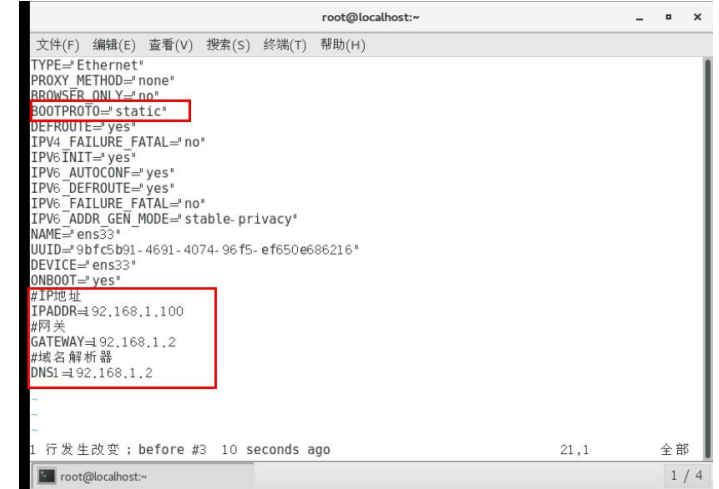 root@localhost:~
文件(F) 编辑(E) 查看(V) 搜索(S) 终端(T) 帮助(H)
TYPE="Ethernet"
PROXY_METHOD="none"
BROWSER_ONLY="no"
BOOTPROTO="static"
DEFROUTE="yes"
IPV4_FAILURE_FATAL="no"
IPV6INIT="yes"
IPV6_AUTOCONF="yes"
IPV6_DEFROUTE="yes"
IPV6_FAILURE_FATAL="no"
IPV6_ADDR_GEN_MODE="stable-privacy"
NAME="ens33"
UUID="9bfc5b91-4691-4074-96f5-ef650e686216"
DEVICE="ens33"
ONBOOT="yes"
#IP地址
IPADDR=192.168.1.100
#网关
GATEWAY=192.168.1.2
#域名解析器
DNS1=192.168.1.2
~
~
~
1 行发生改变；before #3 10 seconds ago 21,1 全部
root@localhost:~ 1 / 4